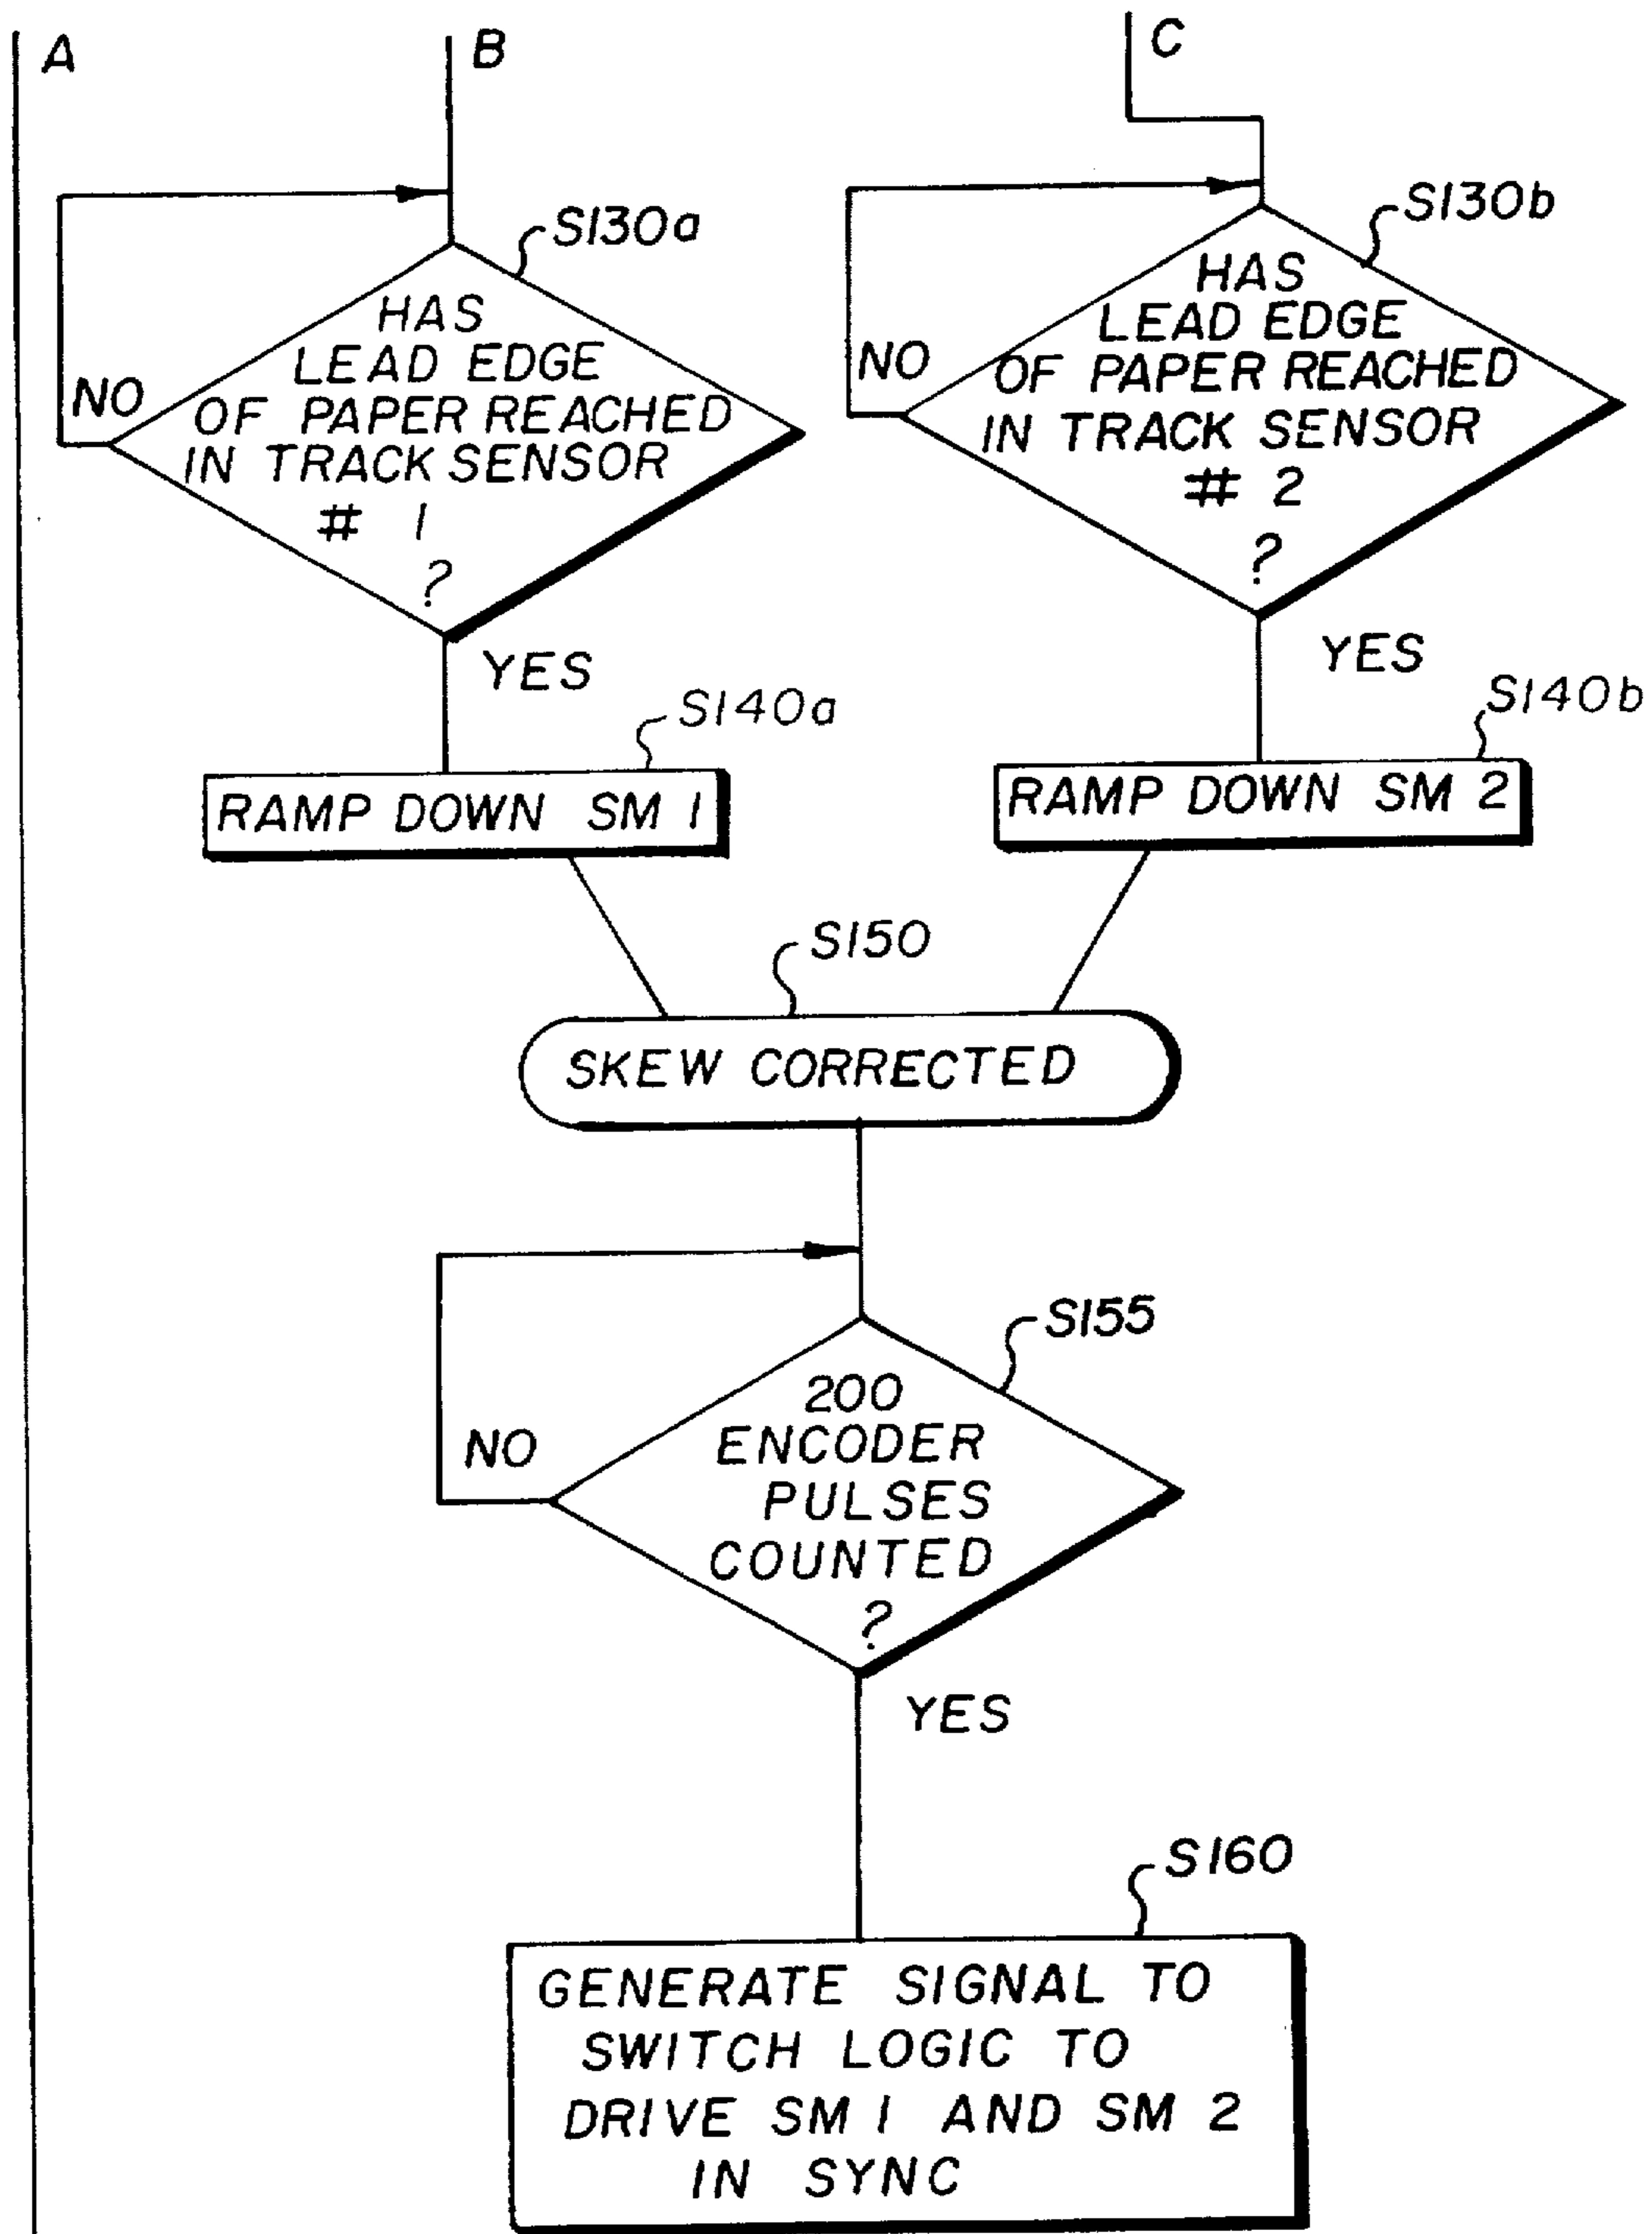 A
B
C
S130a
HAS
LEAD EDGE
OF PAPER REACHED
IN TRACK SENSOR
# 1
?
NO
YES
S130b
HAS
LEAD EDGE
OF PAPER REACHED
IN TRACK SENSOR
# 2
?
NO
YES
S140a
RAMP DOWN SM 1
S140b
RAMP DOWN SM 2
S150
SKEW CORRECTED
S155
200
ENCODER
PULSES
COUNTED
?
NO
YES
S160
GENERATE SIGNAL TO
SWITCH LOGIC TO
DRIVE SM 1 AND SM 2
IN SYNC